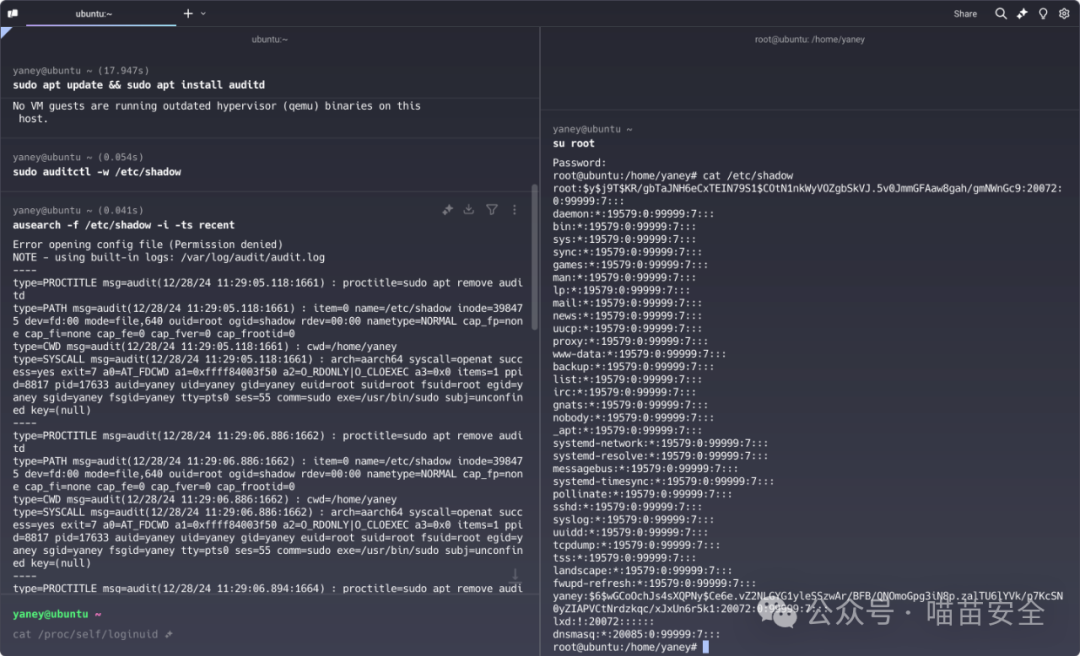 ubuntu:~
Share
ubuntu:~
yaney@ubuntu ~ (17.947s)
sudo apt update && sudo apt install auditd
No VM guests are running outdated hypervisor (qemu) binaries on this
 host.
yaney@ubuntu ~ (0.054s)
sudo auditctl -w /etc/shadow
yaney@ubuntu ~ (0.041s)
ausearch -f /etc/shadow -i -ts recent
Error opening config file (Permission denied)
NOTE - using built-in logs: /var/log/audit/audit.log
----
type=PROCTITLE msg=audit(12/28/24 11:29:05.118:1661) : proctitle=sudo apt remove audi
td
type=PATH msg=audit(12/28/24 11:29:05.118:1661) : item=0 name=/etc/shadow inode=39847
5 dev=fd:00 mode=file,640 ouid=root ogid=shadow rdev=00:00 nametype=NORMAL cap_fp=non
e cap_fi=none cap_fe=0 cap_fver=0 cap_frootid=0
type=CWD msg=audit(12/28/24 11:29:05.118:1661) : cwd=/home/yaney
type=SYSCALL msg=audit(12/28/24 11:29:05.118:1661) : arch=aarch64 syscall=openat succ
ess=yes exit=7 a0=AT_FDCWD a1=0xffff84003f50 a2=O_RDONLY|O_CLOEXEC a3=0x0 items=1 ppi
d=8817 pid=17633 auid=yaney uid=yaney gid=yaney euid=root suid=root fsuid=root egid=y
aney sgid=yaney fsgid=yaney tty=pts0 ses=55 comm=sudo exe=/usr/bin/sudo subj=unconfin
ed key=(null)
----
type=PROCTITLE msg=audit(12/28/24 11:29:06.886:1662) : proctitle=sudo apt remove audi
td
type=PATH msg=audit(12/28/24 11:29:06.886:1662) : item=0 name=/etc/shadow inode=39847
5 dev=fd:00 mode=file,640 ouid=root ogid=shadow rdev=00:00 nametype=NORMAL cap_fp=non
e cap_fi=none cap_fe=0 cap_fver=0 cap_frootid=0
type=CWD msg=audit(12/28/24 11:29:06.886:1662) : cwd=/home/yaney
type=SYSCALL msg=audit(12/28/24 11:29:06.886:1662) : arch=aarch64 syscall=openat succ
ess=yes exit=7 a0=AT_FDCWD a1=0xffff84003f50 a2=O_RDONLY|O_CLOEXEC a3=0x0 items=1 ppi
d=8817 pid=17633 auid=yaney uid=yaney gid=yaney euid=root suid=root fsuid=root egid=y
aney sgid=yaney fsgid=yaney tty=pts0 ses=55 comm=sudo exe=/usr/bin/sudo subj=unconfin
ed key=(null)
----
type=PROCTITLE msg=audit(12/28/24 11:29:06.894:1664) : proctitle=sudo apt remove audi
yaney@ubuntu ~
cat /proc/self/loginuid
root@ubuntu: /home/yaney
yaney@ubuntu ~
su root
Password:
root@ubuntu:/home/yaney# cat /etc/shadow
root:$y$j9T$KR/gbTaJNH6eCxTEIN79S1$COtN1nkWyVOZgbSkVJ.5v0JmmGFAaw8gah/gmNWnGc9:20072:
0:99999:7:::
daemon:*:19579:0:99999:7:::
bin:*:19579:0:99999:7:::
sys:*:19579:0:99999:7:::
sync:*:19579:0:99999:7:::
games:*:19579:0:99999:7:::
man:*:19579:0:99999:7:::
lp:*:19579:0:99999:7:::
mail:*:19579:0:99999:7:::
news:*:19579:0:99999:7:::
uucp:*:19579:0:99999:7:::
proxy:*:19579:0:99999:7:::
www-data:*:19579:0:99999:7:::
backup:*:19579:0:99999:7:::
list:*:19579:0:99999:7:::
irc:*:19579:0:99999:7:::
gnats:*:19579:0:99999:7:::
nobody:*:19579:0:99999:7:::
_apt:*:19579:0:99999:7:::
systemd-network:*:19579:0:99999:7:::
systemd-resolve:*:19579:0:99999:7:::
messagebus:*:19579:0:99999:7:::
systemd-timesync:*:19579:0:99999:7:::
pollinate:*:19579:0:99999:7:::
sshd:*:19579:0:99999:7:::
syslog:*:19579:0:99999:7:::
uuidd:*:19579:0:99999:7:::
tcpdump:*:19579:0:99999:7:::
tss:*:19579:0:99999:7:::
landscape:*:19579:0:99999:7:::
fwupd-refresh:*:19579:0:99999:7:::
lxd:!:20072::::::
dnsmasq:*:20085:0:99999:7:::
root@ubuntu:/home/yaney#
公众号 · 喵苗安全